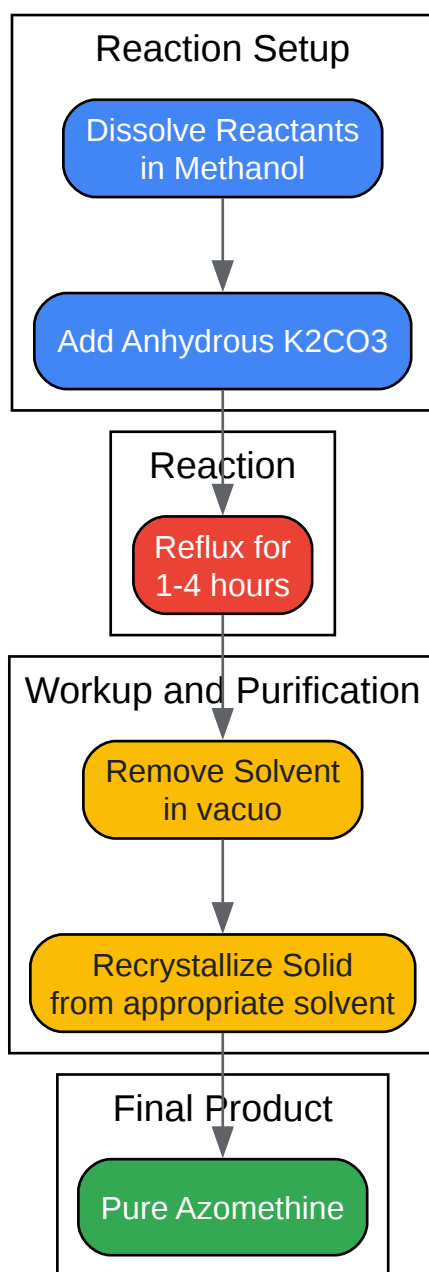 Reaction Setup
Dissolve Reactants
in Methanol
Add Anhydrous K2CO3
Reaction
Reflux for
1-4 hours
Workup and Purification
Remove Solvent
in vacuo
Recrystallize Solid
from appropriate solvent
Final Product
Pure Azomethine